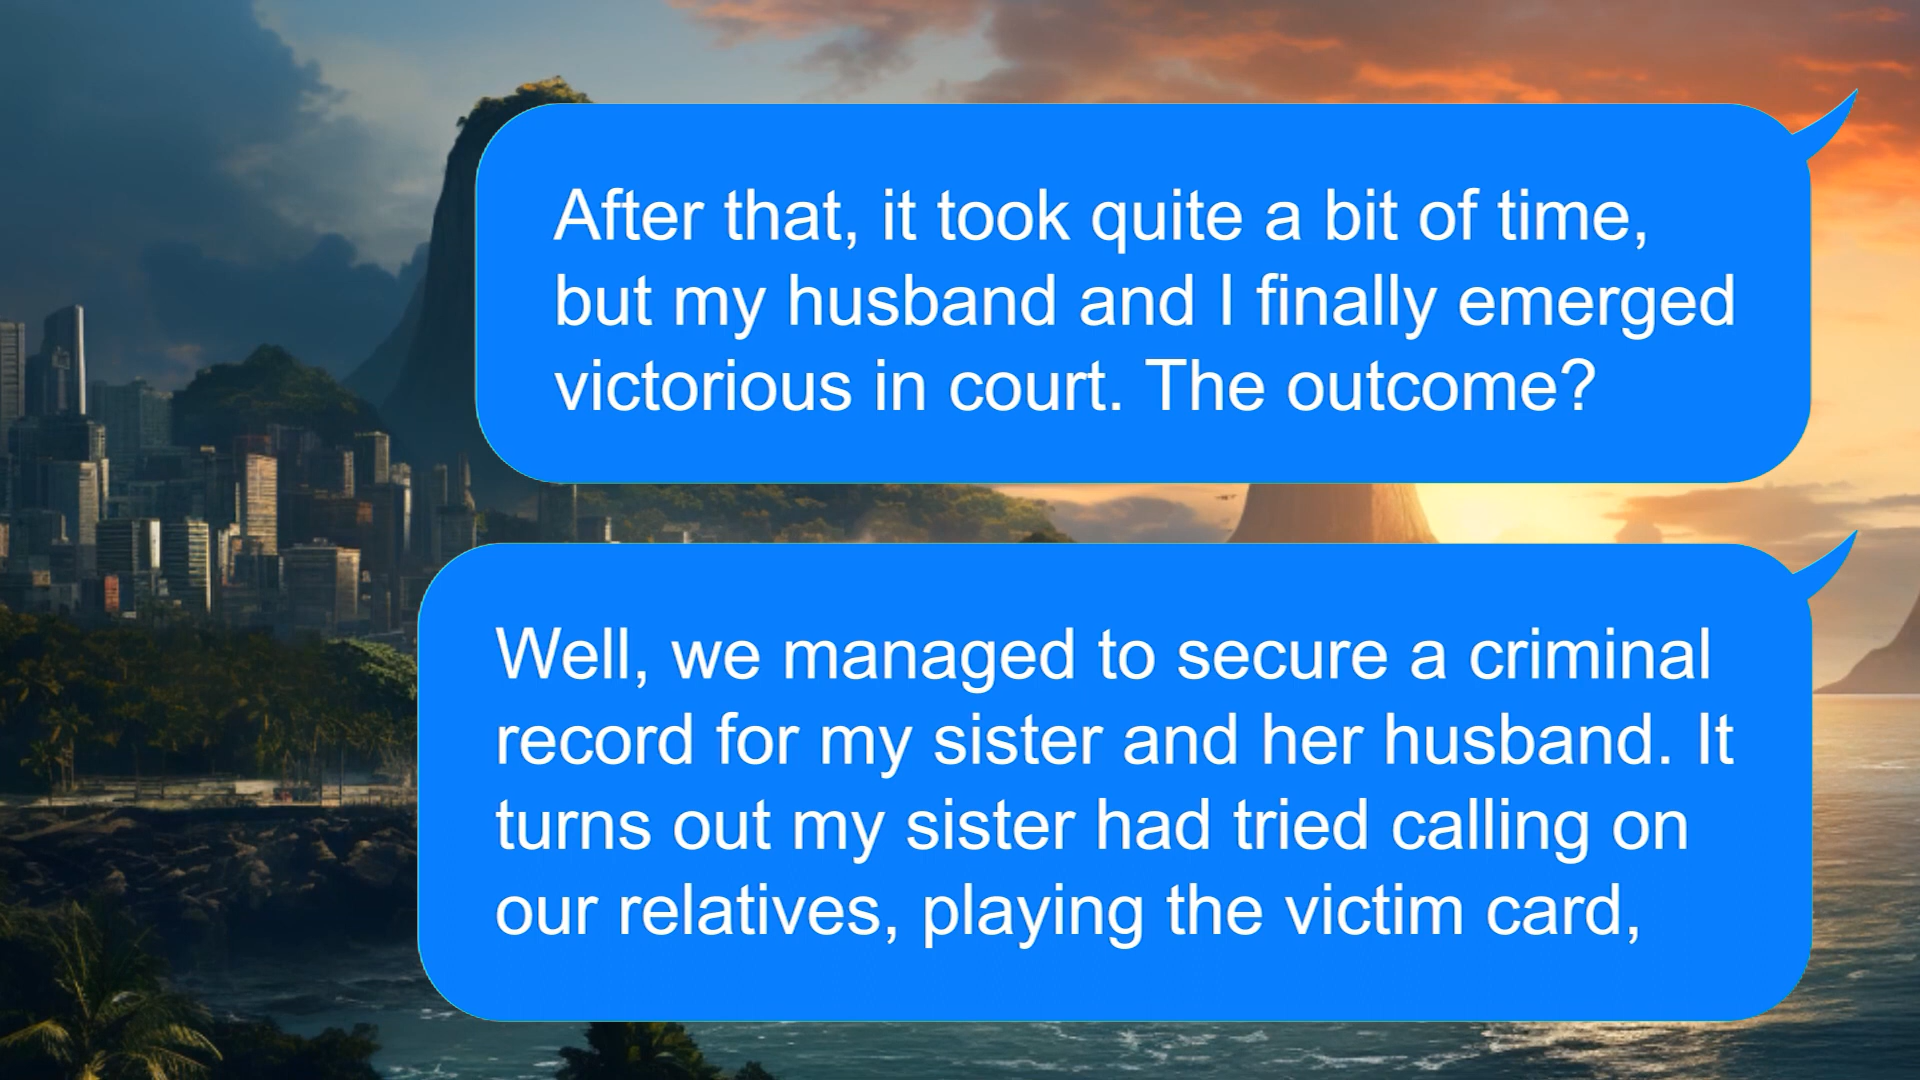 After that, it took quite a bit of time,
but my husband and I finally emerged
victorious in court. The outcome?
Well, we managed to secure a criminal
record for my sister and her husband. It
turns out my sister had tried calling on
our relatives, playing the victim card,